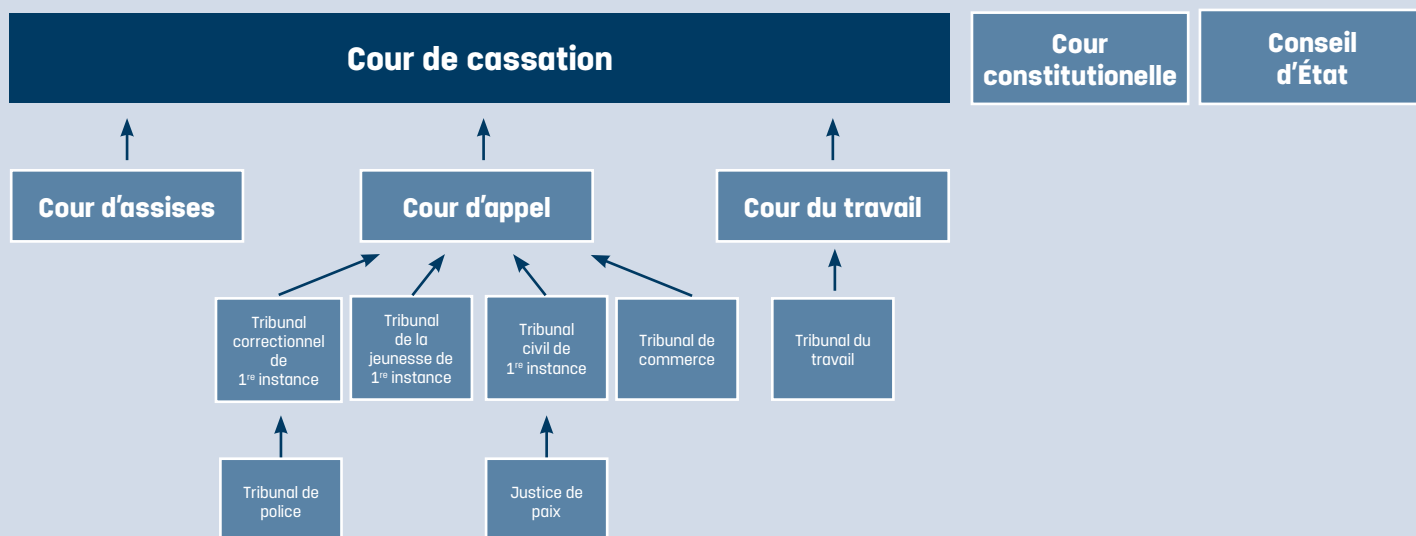 Cour de cassation
Cour
constitutionelle
Conseil
d'État
Cour d'assises
Cour d'appel
Cour du travail
Tribunal
correctionnel
de
1re instance
Tribunal
de la
jeunesse de
1re instance
Tribunal
civil de
1re instance
Tribunal de
commerce
Tribunal du
travail
Tribunal de
police
Justice de
paix